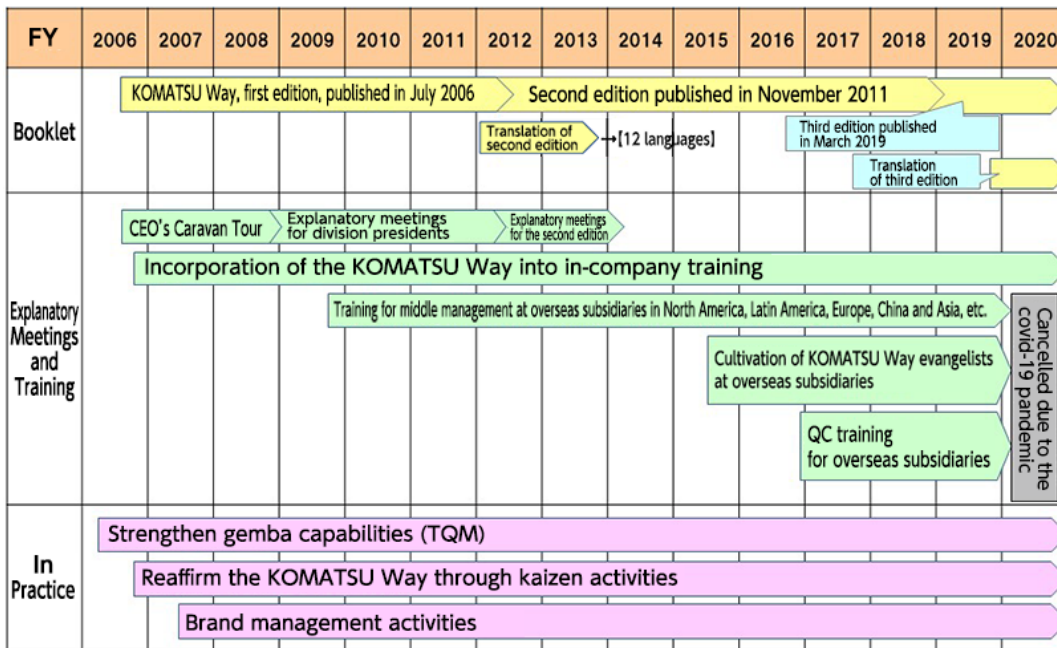 FY 2006 2007 2008 2009 2010 2011 2012 2013 2014 2015 2016 2017 2018 2019 2020
Booklet
KOMATSU Way, first edition, published in July 2006
Second edition published in November 2011
Translation of
second edition
→【12 languages】
Third edition published
in March 2019
Translation
of third edition
Explanatory
Meetings
and
Training
CEO's Caravan Tour
Explanatory meetings
for division presidents
Explanatory meetings
for the second edition
Incorporation of the KOMATSU Way into in-company training
Training for middle management at overseas subsidiaries in North America, Latin America, Europe, China and Asia, etc.
Cultivation of KOMATSU Way evangelists
at overseas subsidiaries
QC training
for overseas subsidiaries
Cancelled due to the
covid-19 pandemic
In
Practice
Strengthen gemba capabilities (TQM)
Reaffirm the KOMATSU Way through kaizen activities
Brand management activities